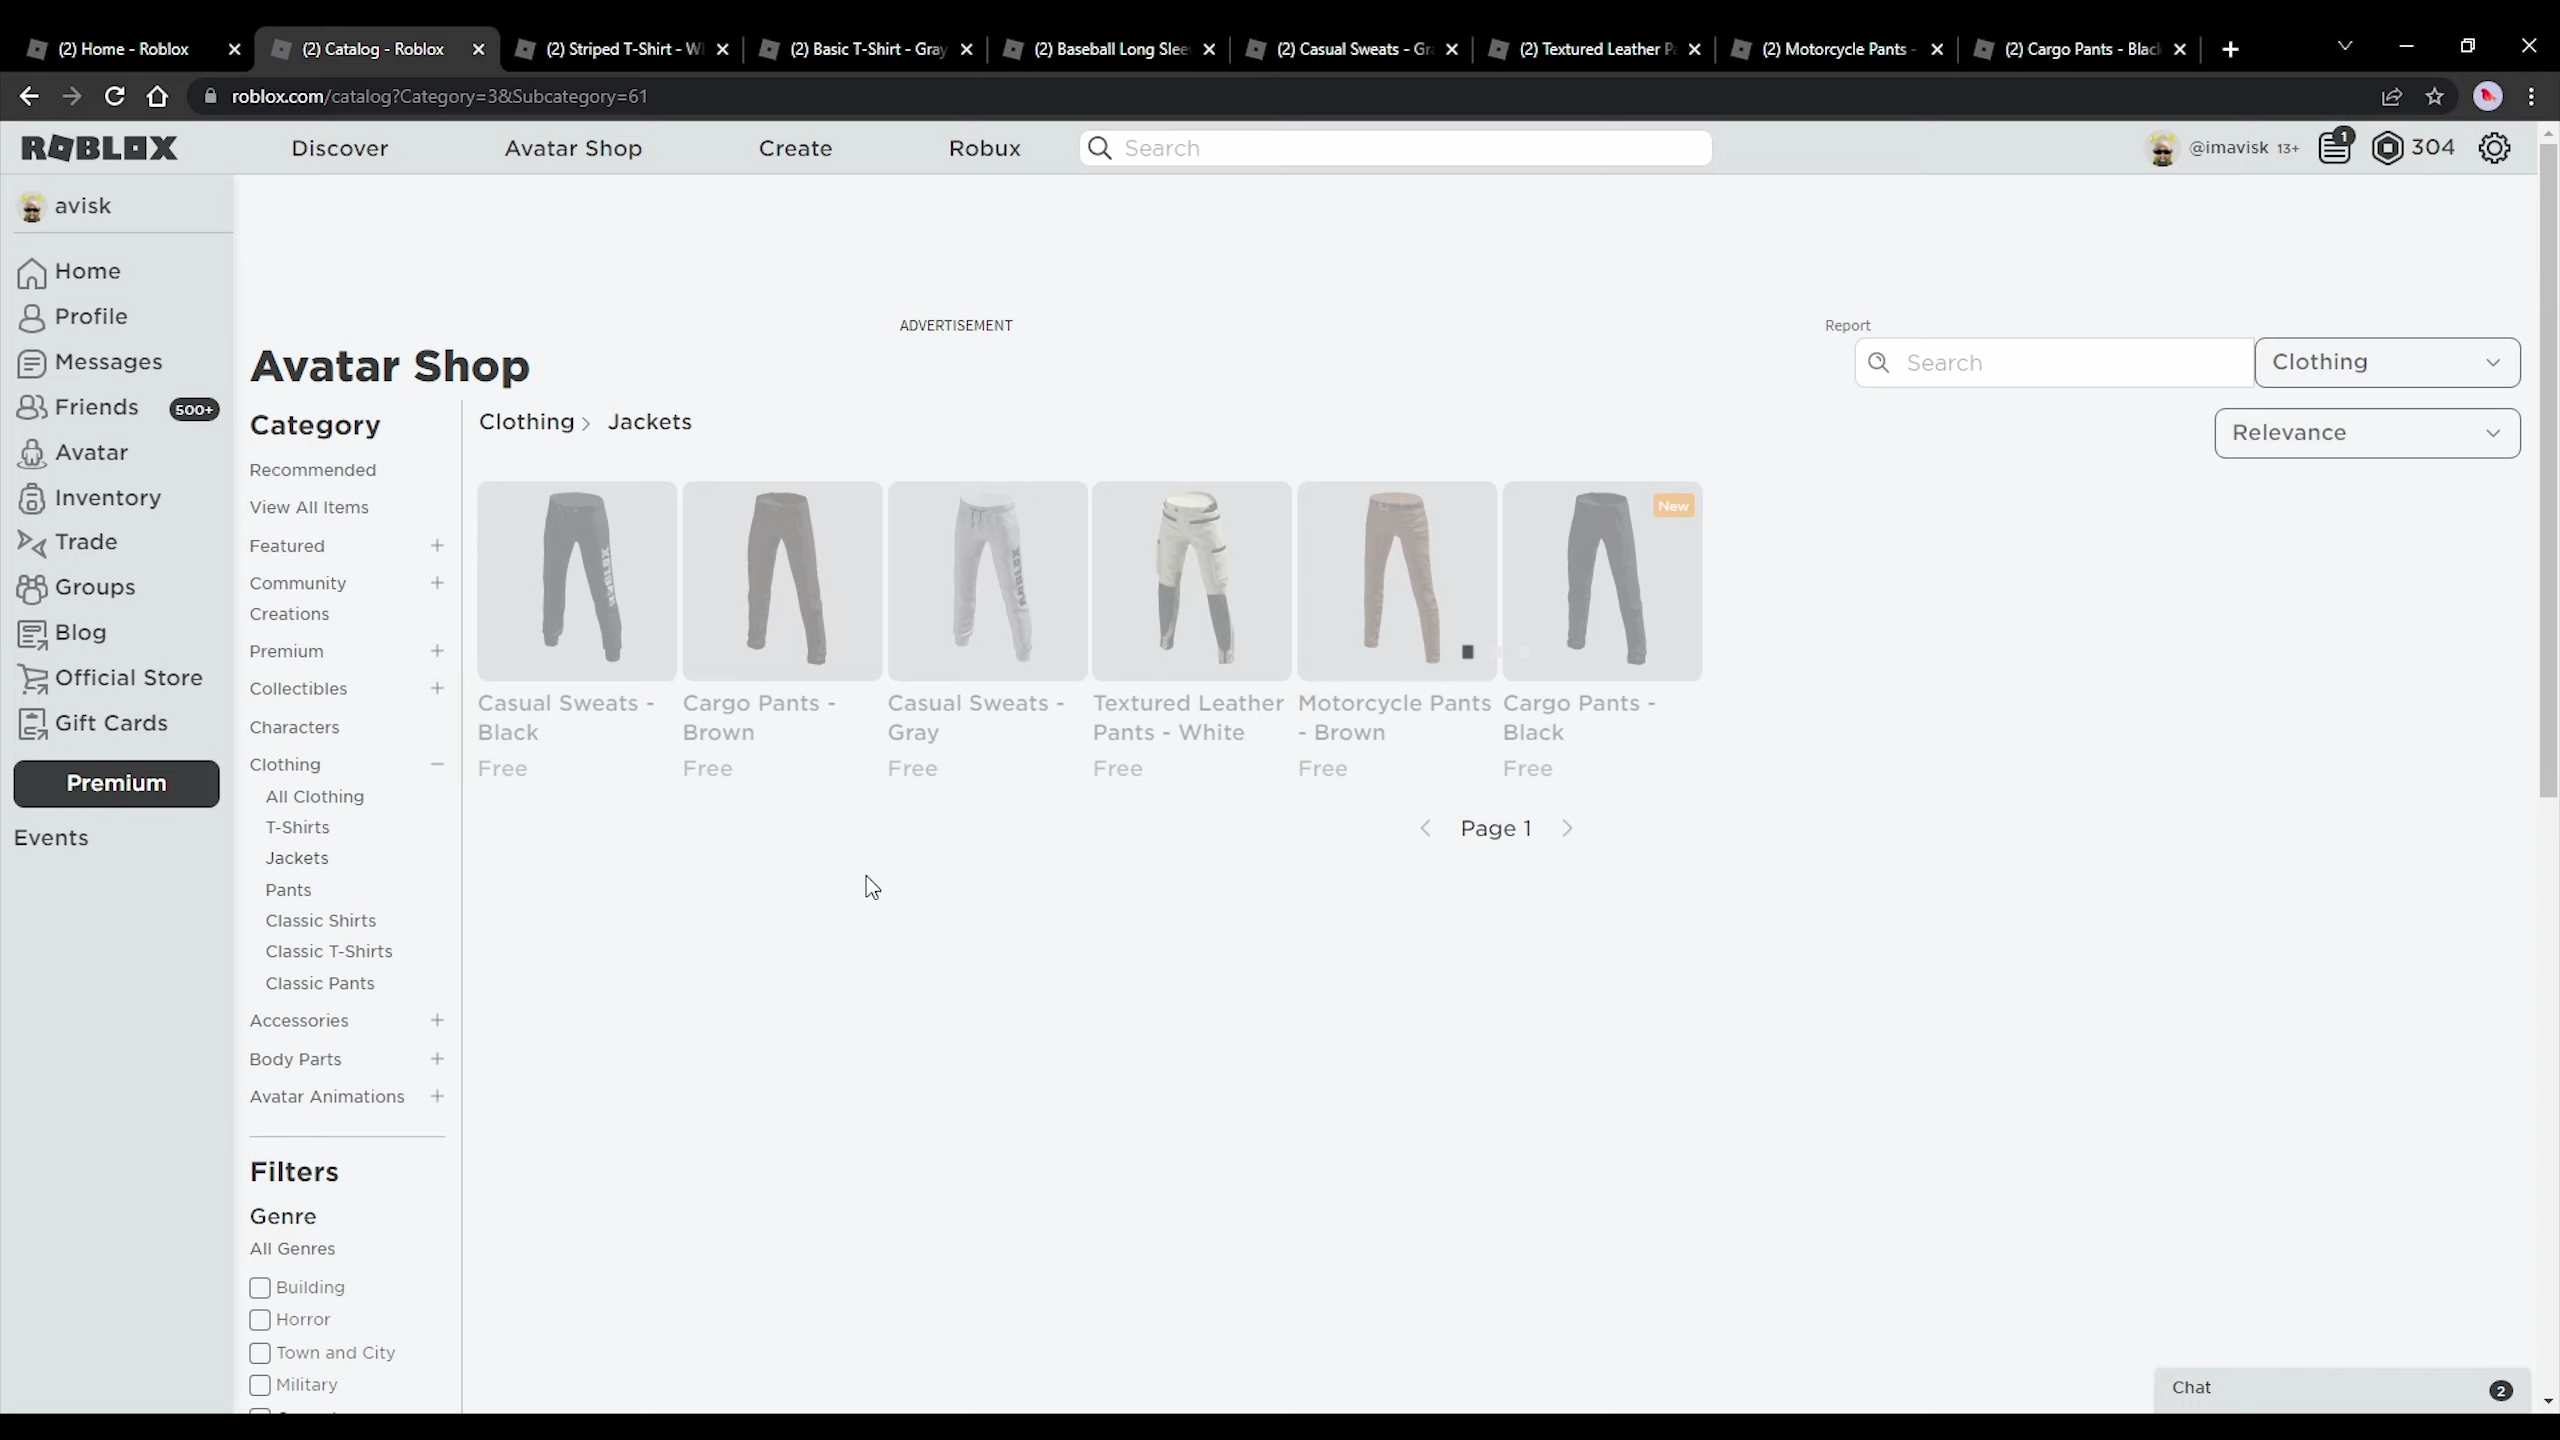 (2) Home - Roblox
(2) Catalog - Roblox
(2) Striped T-Shirt - W
(2) Basic T-Shirt - Gray
(2) Baseball Long Slee
(2) Casual Sweats - Gr
(2) Textured Leather P
(2) Motorcycle Pants -
(2) Cargo Pants - Black
roblox.com/catalog?Category=3&Subcategory=61
ROBLOX
Discover
Avatar Shop
Create
Robux
Search
@imavisk 13+
1
304
avisk
Home
Profile
Messages
Friends 500+
Avatar
Inventory
Trade
Groups
Blog
Official Store
Gift Cards
Premium
Events
ADVERTISEMENT
Report
Avatar Shop
Search
Clothing
Category
Clothing > Jackets
Relevance
Recommended
View All Items
Featured +
Community +
Creations
Premium +
Collectibles +
Characters
Clothing −
All Clothing
T-Shirts
Jackets
Pants
Classic Shirts
Classic T-Shirts
Classic Pants
Accessories +
Body Parts +
Avatar Animations +
Filters
Genre
All Genres
Building
Horror
Town and City
Military
ROBLOX
Casual Sweats -
Black
Free
Cargo Pants -
Brown
Free
ROBLOX
Casual Sweats -
Gray
Free
Textured Leather
Pants - White
Free
Motorcycle Pants
- Brown
Free
New
Cargo Pants -
Black
Free
< Page 1 >
Chat 2